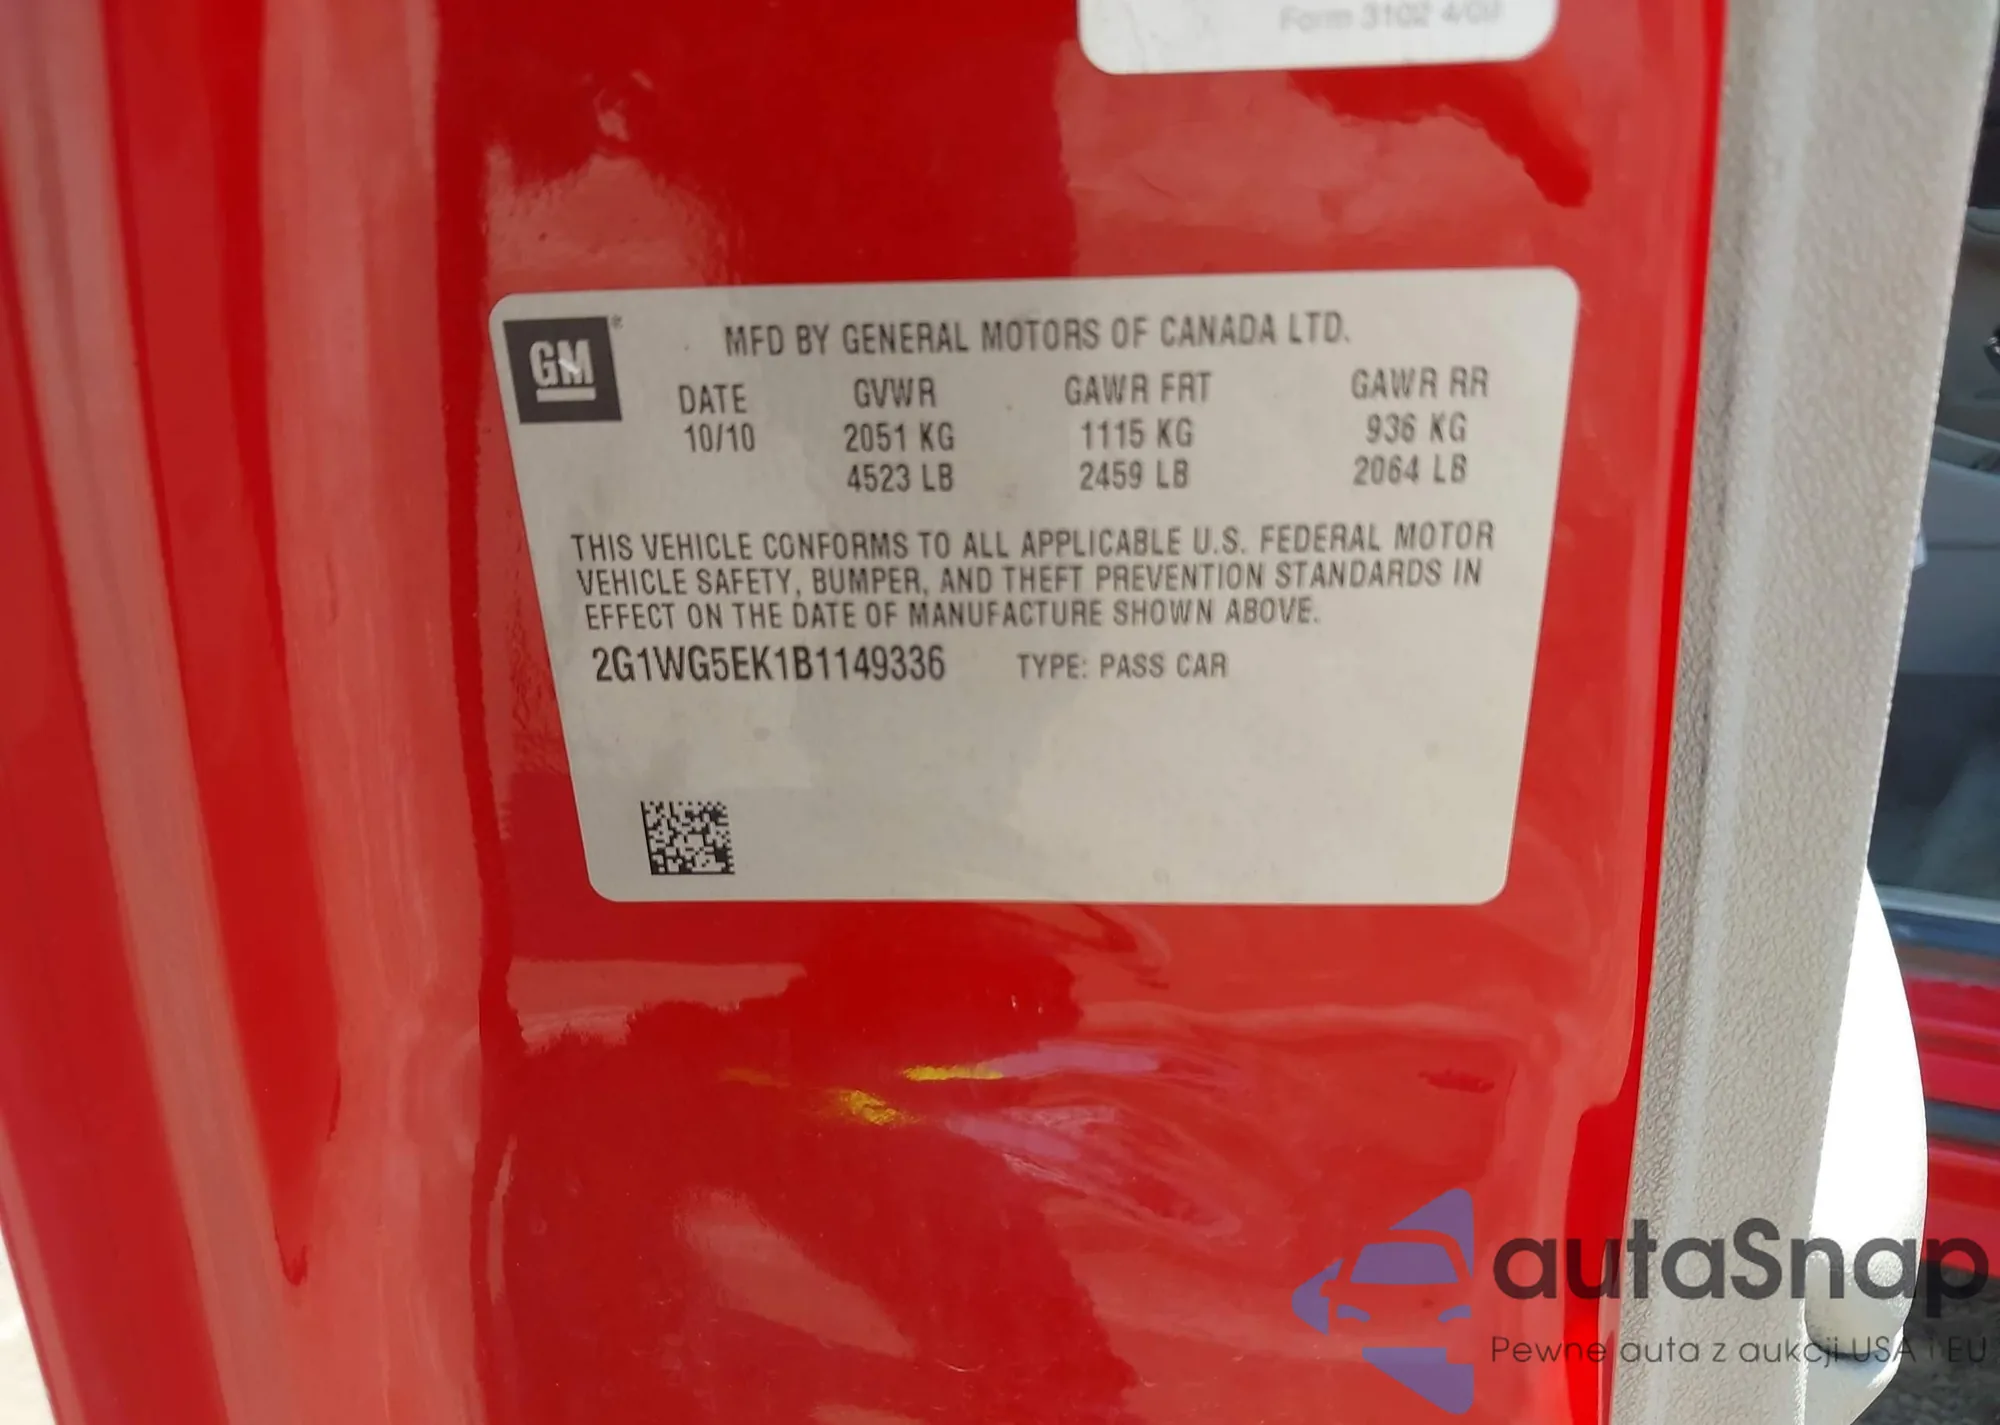 Form 3102 4/03
GM®
MFD BY GENERAL MOTORS OF CANADA LTD.
DATE GVWR GAWR FRT GAWR RR
10/10 2051 KG 1115 KG 936 KG
4523 LB 2459 LB 2064 LB
THIS VEHICLE CONFORMS TO ALL APPLICABLE U.S. FEDERAL MOTOR
VEHICLE SAFETY, BUMPER, AND THEFT PREVENTION STANDARDS IN
EFFECT ON THE DATE OF MANUFACTURE SHOWN ABOVE.
2G1WG5EK1B1149336 TYPE: PASS CAR
autaSnap
Pewne auta z aukcji USA i EU